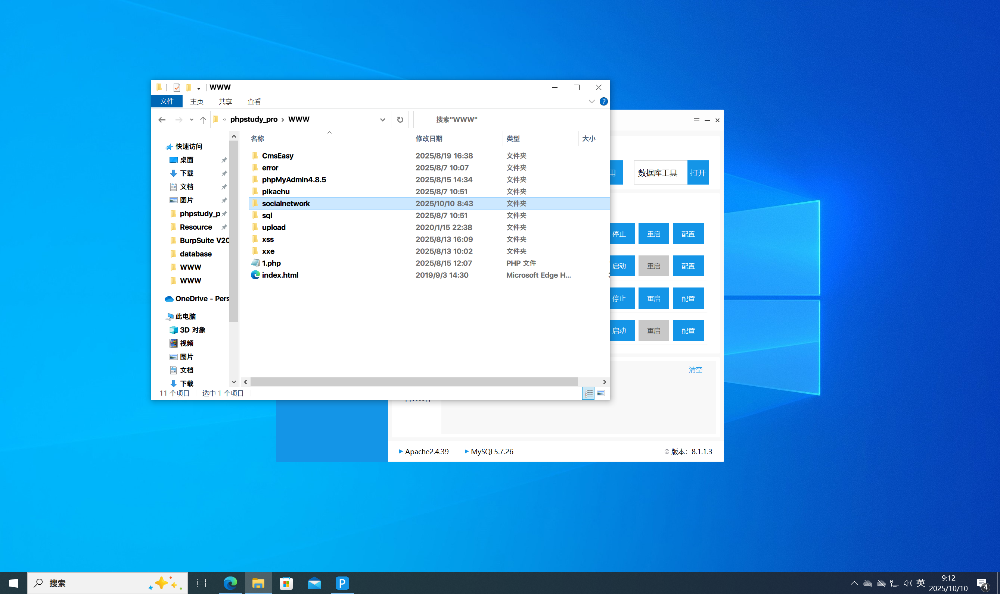 WWW
文件 主页 共享 查看
« phpstudy_pro > WWW
搜索"WWW"
名称 修改日期 类型 大小
快速访问
桌面
下载
文档
图片
phpstudy_p
Resource
BurpSuite V20
database
WWW
WWW
OneDrive - Pers
此电脑
3D 对象
视频
图片
文档
下载
CmsEasy 2025/8/19 16:38 文件夹
error 2025/8/7 10:07 文件夹
phpMyAdmin4.8.5 2025/8/15 14:34 文件夹
pikachu 2025/8/7 10:51 文件夹
socialnetwork 2025/10/10 8:43 文件夹
sql 2025/8/7 10:51 文件夹
upload 2020/1/15 22:38 文件夹
xss 2025/8/13 16:09 文件夹
xxe 2025/8/13 10:02 文件夹
1.php 2025/8/15 12:07 PHP 文件
index.html 2019/9/3 14:30 Microsoft Edge H...
11 个项目 选中 1 个项目
用 数据库工具 打开
停止 重启 配置
启动 重启 配置
停止 重启 配置
启动 重启 配置
清空
Apache2.4.39 MySQL5.7.26 版本：8.1.1.3
搜索
P
英
9:12
2025/10/10
4